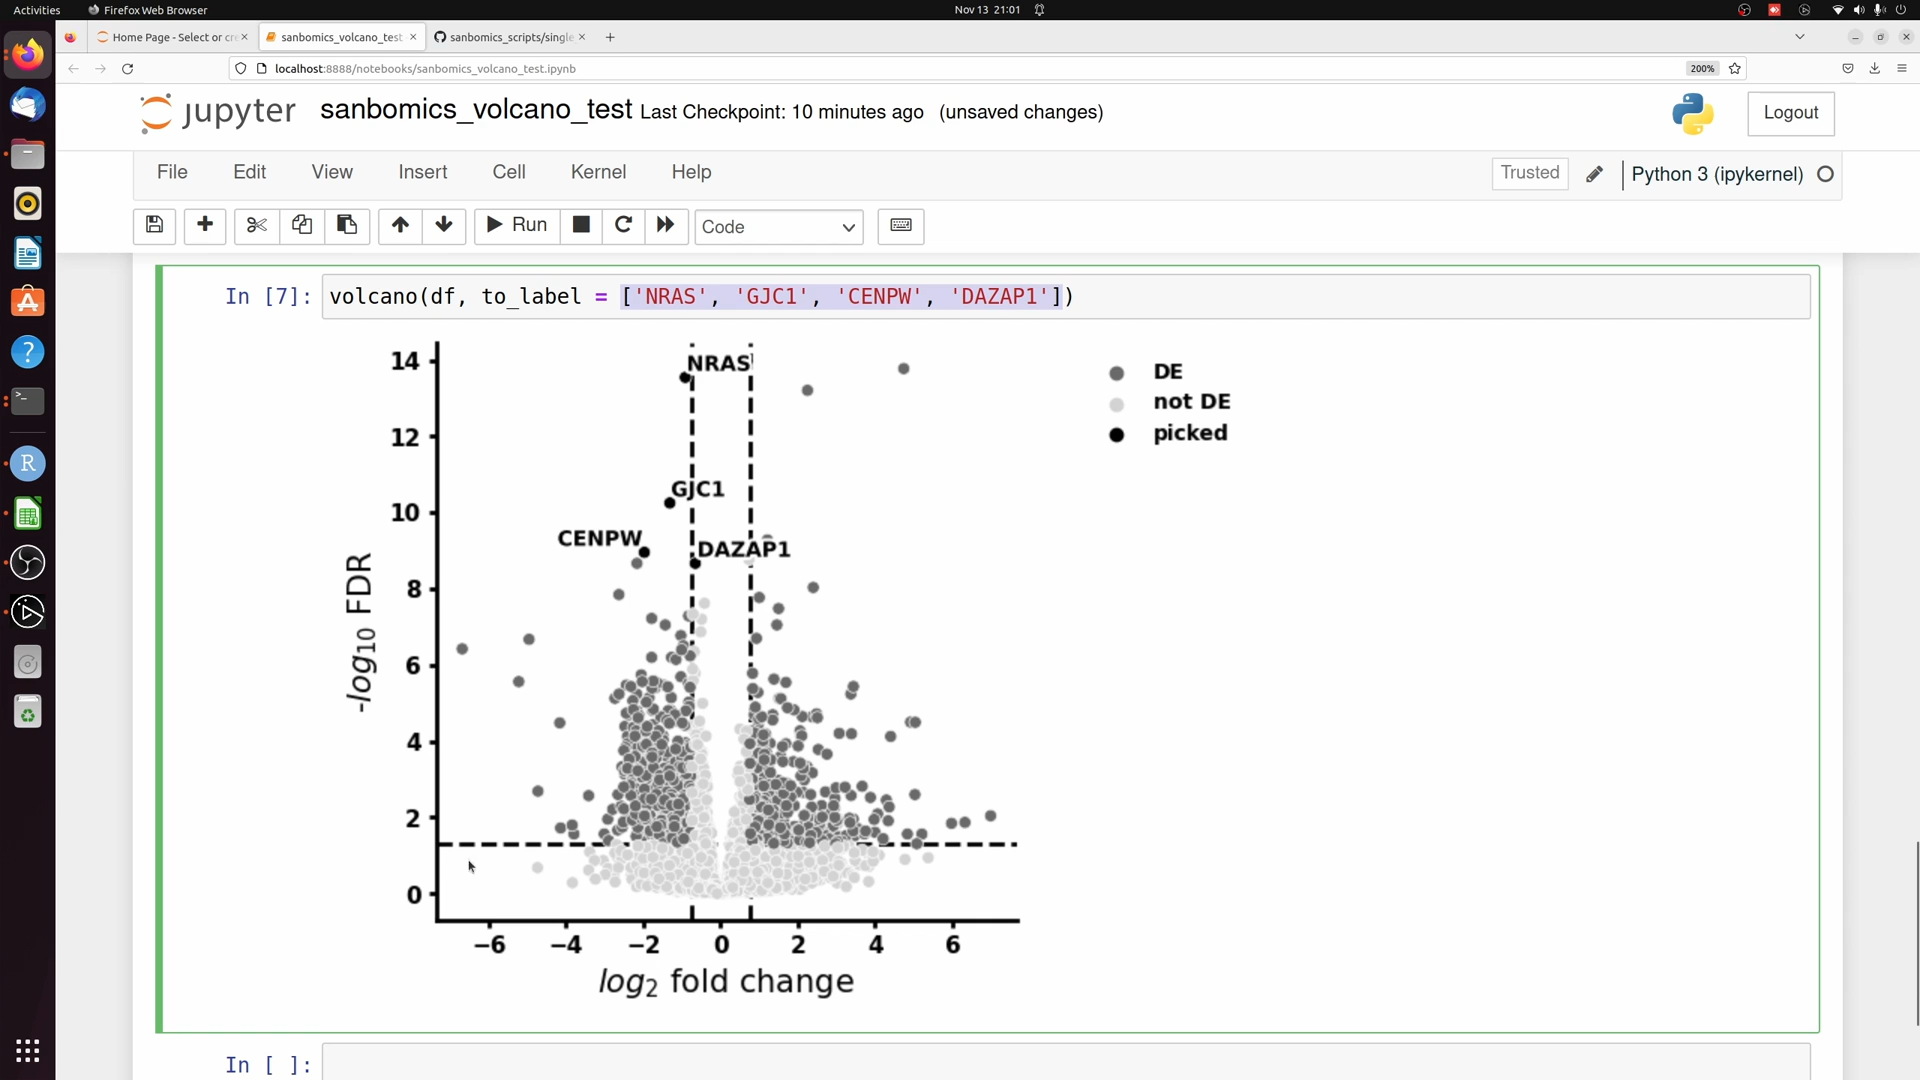 Activities
Firefox Web Browser
Nov 13 21:01
Home Page - Select or cre
sanbomics_volcano_test
sanbomics_scripts/single_
localhost:8888/notebooks/sanbomics_volcano_test.ipynb
200%
jupyter
sanbomics_volcano_test Last Checkpoint: 10 minutes ago (unsaved changes)
Logout
File Edit View Insert Cell Kernel Help
Trusted
Python 3 (ipykernel)
Run
Code
In [7]: volcano(df, to_label = ['NRAS', 'GJC1', 'CENPW', 'DAZAP1'])
14
12
10
8
6
4
2
0
-log10 FDR
NRAS
GJC1
CENPW
DAZAP1
DE
not DE
picked
−6 −4 −2 0 2 4 6
log2 fold change
In [ ]: